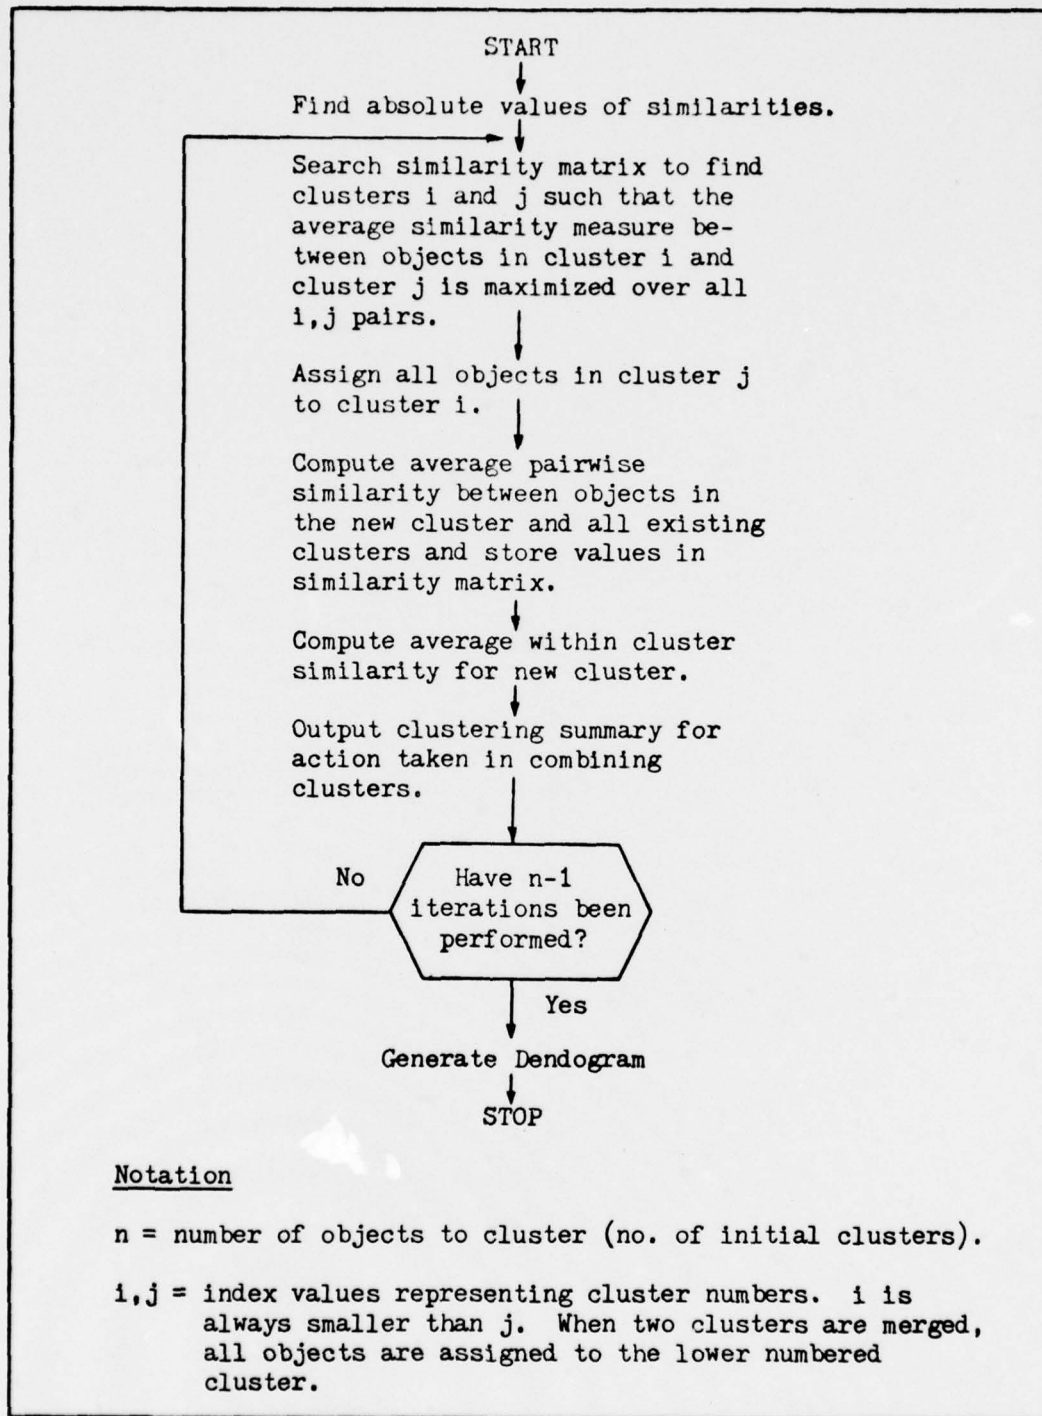 START
Find absolute values of similarities.
Search similarity matrix to find
clusters i and j such that the
average similarity measure be-
tween objects in cluster i and
cluster j is maximized over all
i,j pairs.
Assign all objects in cluster j
to cluster i.
Compute average pairwise
similarity between objects in
the new cluster and all existing
clusters and store values in
similarity matrix.
Compute average within cluster
similarity for new cluster.
Output clustering summary for
action taken in combining
clusters.
No
Have n-1
iterations been
performed?
Yes
Generate Dendogram
STOP
Notation
n = number of objects to cluster (no. of initial clusters).
i,j = index values representing cluster numbers. i is
always smaller than j. When two clusters are merged,
all objects are assigned to the lower numbered
cluster.